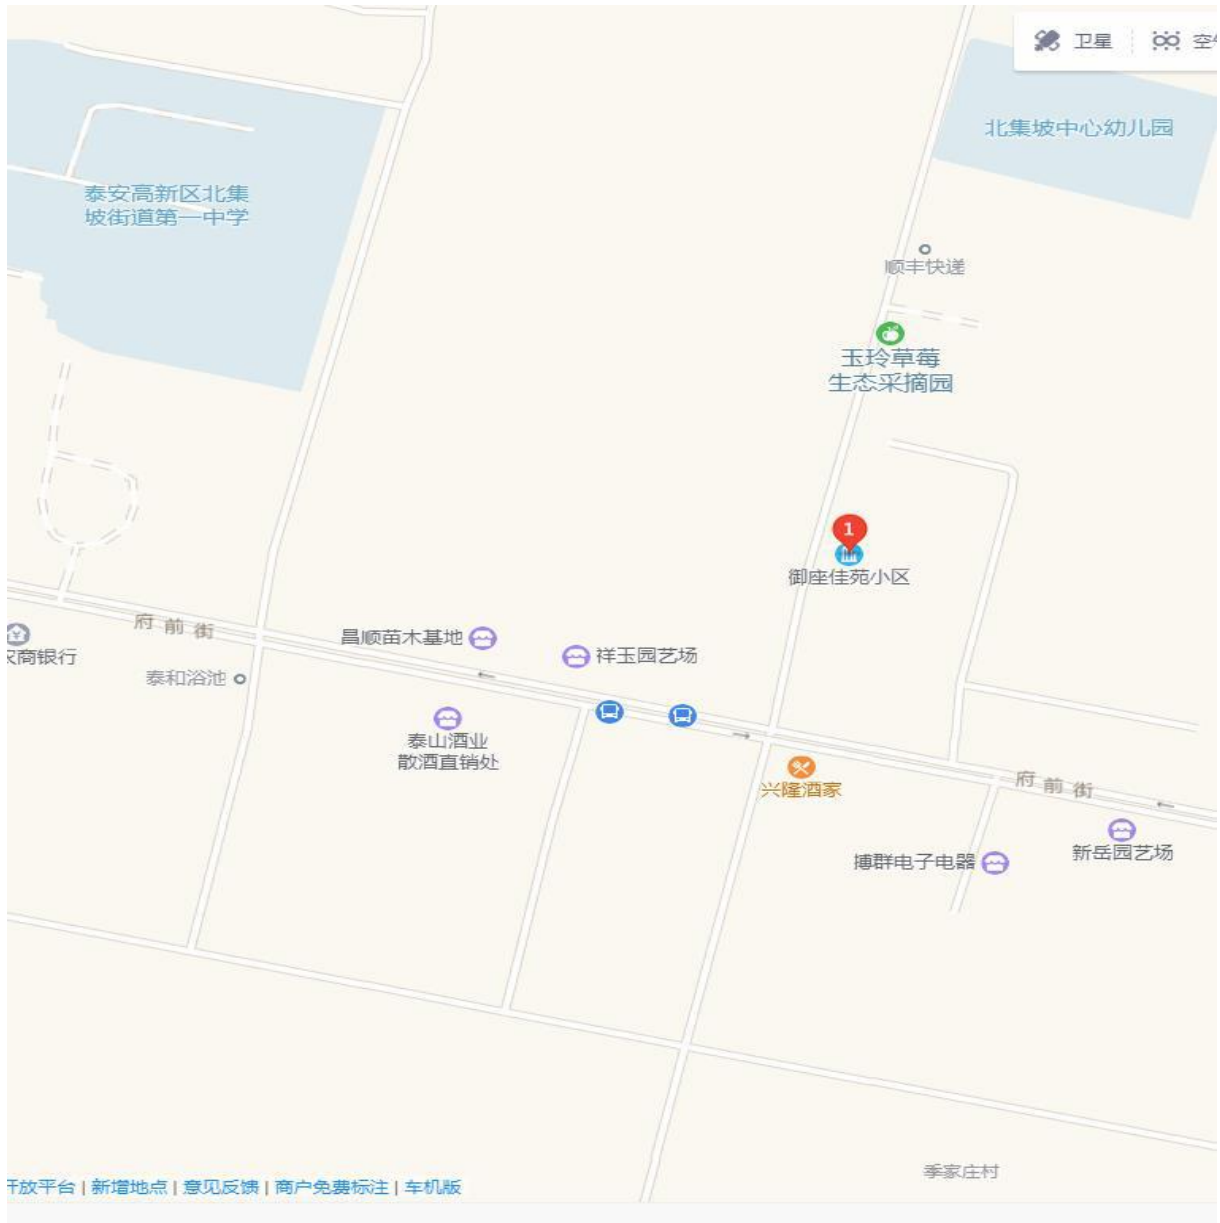 卫星
空
北集坡中心幼儿园
泰安高新区北集
坡街道第一中学
顺丰快递
玉玲草莓
生态采摘园
1
御座佳苑小区
府前街
昌顺苗木基地
祥玉园艺场
商银行
泰和浴池
泰山酒业
散酒直销处
兴隆酒家
府前街
新岳园艺场
搏群电子电器
季家庄村
放平台 | 新增地点 | 意见反馈 | 商户免费标注 | 车机版